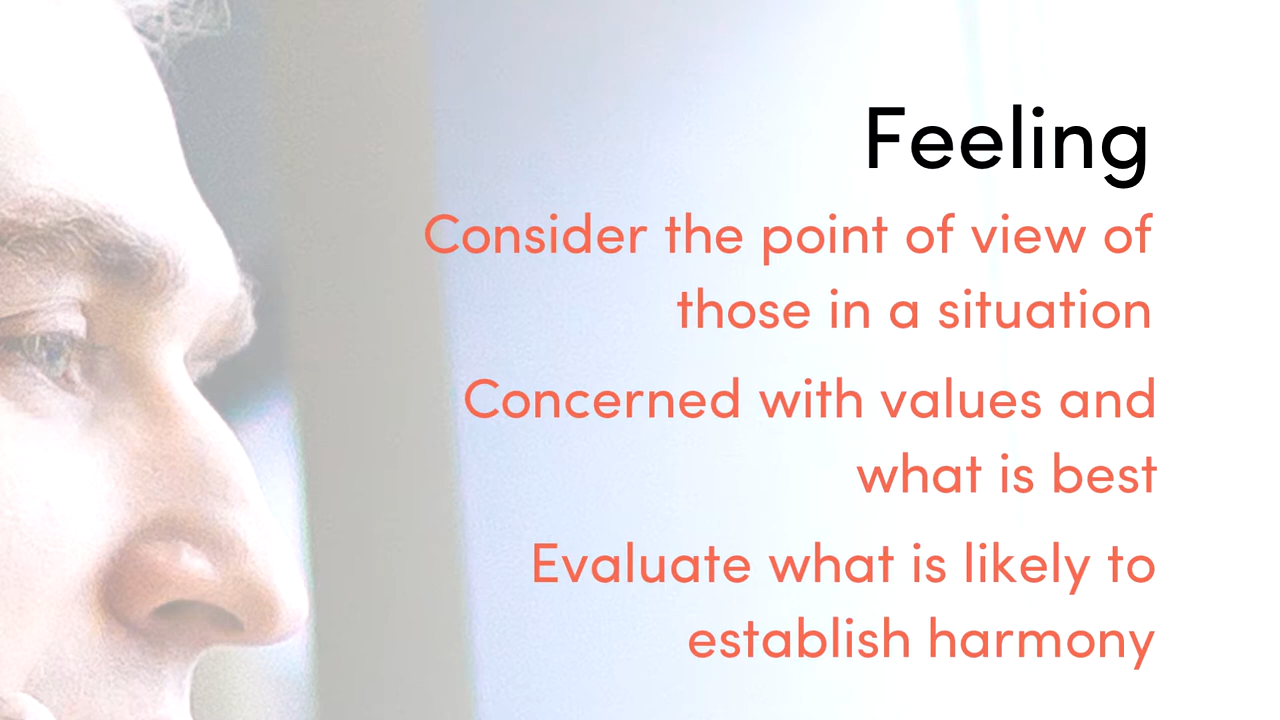 Feeling
Consider the point of view of
those in a situation
Concerned with values and
what is best
Evaluate what is likely to
establish harmony